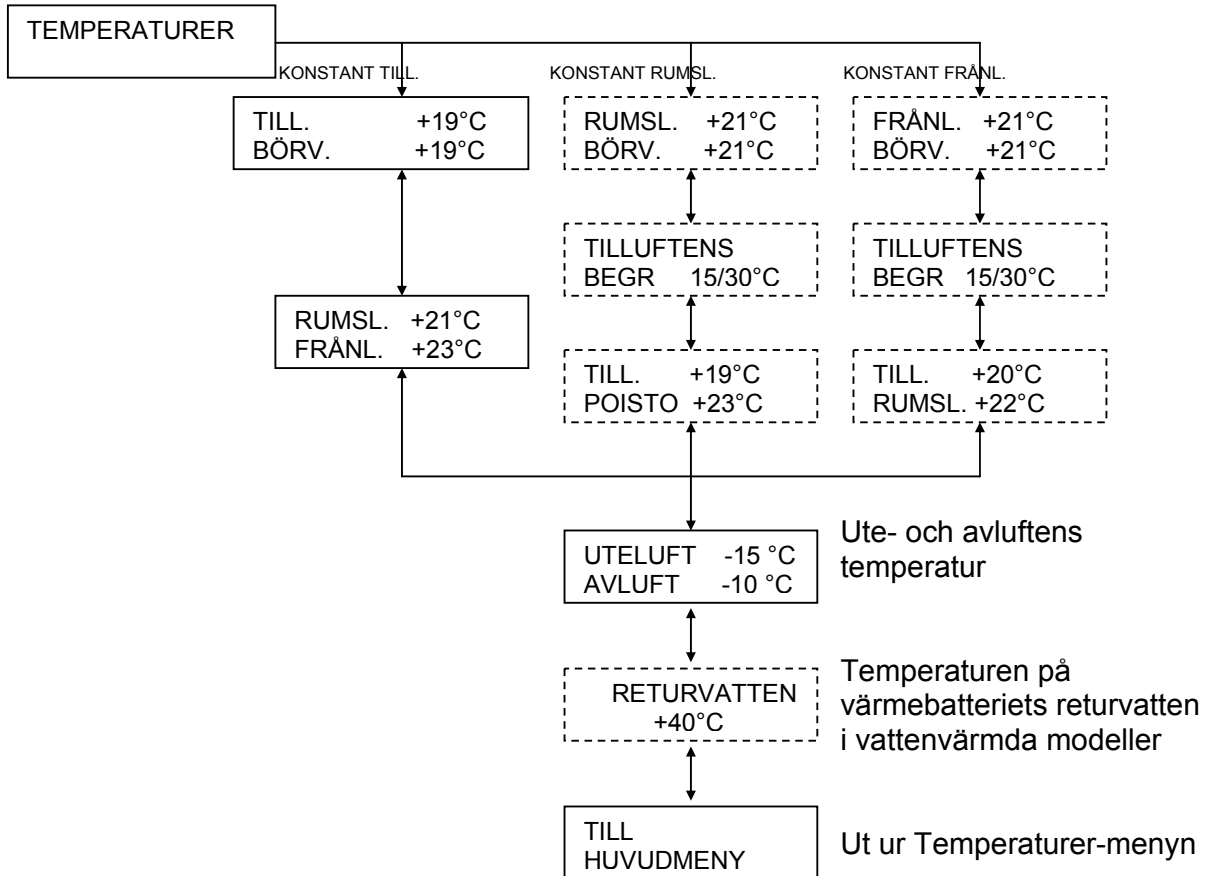 TEMPERATURER
KONSTANT TILL.
KONSTANT RUMSL.
KONSTANT FRÅNL.
TILL. +19°C
BÖRV. +19°C
RUMSL. +21°C
BÖRV. +21°C
FRÅNL. +21°C
BÖRV. +21°C
TILLUFTENS
BEGR 15/30°C
TILLUFTENS
BEGR 15/30°C
RUMSL. +21°C
FRÅNL. +23°C
TILL. +19°C
POISTO +23°C
TILL. +20°C
RUMSL. +22°C
UTELUFT -15 °C
AVLUFT -10 °C
Ute- och avluftens
temperatur
RETURVATTEN
+40°C
Temperaturen på
värmebatteriets returvatten
i vattenvärmda modeller
TILL
HUVUDMENY
Ut ur Temperaturer-menyn